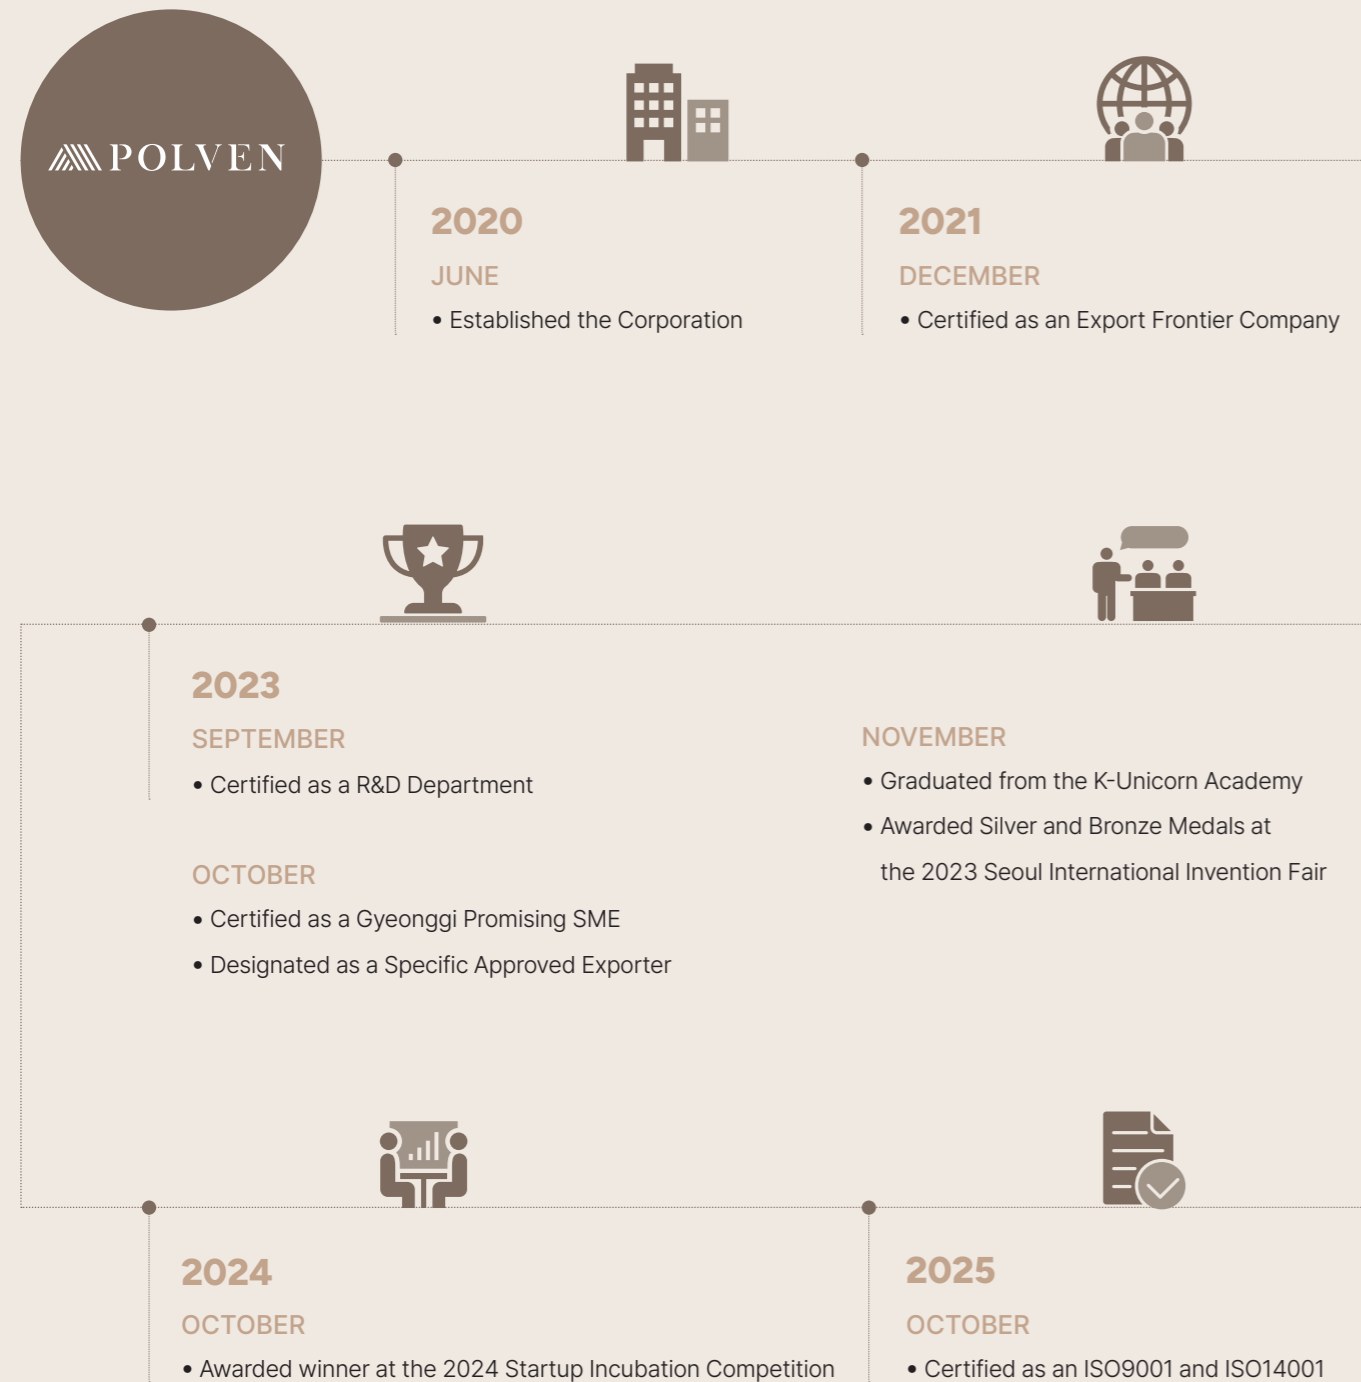 POLVEN
2020
JUNE
• Established the Corporation
2021
DECEMBER
• Certified as an Export Frontier Company
2023
SEPTEMBER
• Certified as a R&D Department
OCTOBER
• Certified as a Gyeonggi Promising SME
• Designated as a Specific Approved Exporter
NOVEMBER
• Graduated from the K-Unicorn Academy
• Awarded Silver and Bronze Medals at
the 2023 Seoul International Invention Fair
2024
OCTOBER
• Awarded winner at the 2024 Startup Incubation Competition
2025
OCTOBER
• Certified as an ISO9001 and ISO14001